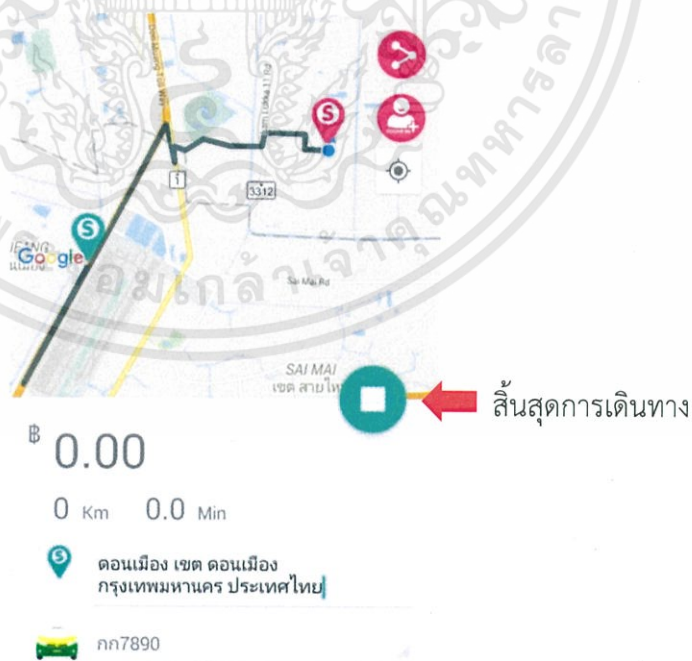 S
S
1
3312
Google
Sai Mai Rd
SAI MAI
เขต สายไหม
สิ้นสุดการเดินทาง
฿ 0.00
0 Km 0.0 Min
S
ดอนเมือง เขต ดอนเมือง
กรุงเทพมหานคร ประเทศไทย
กก7890